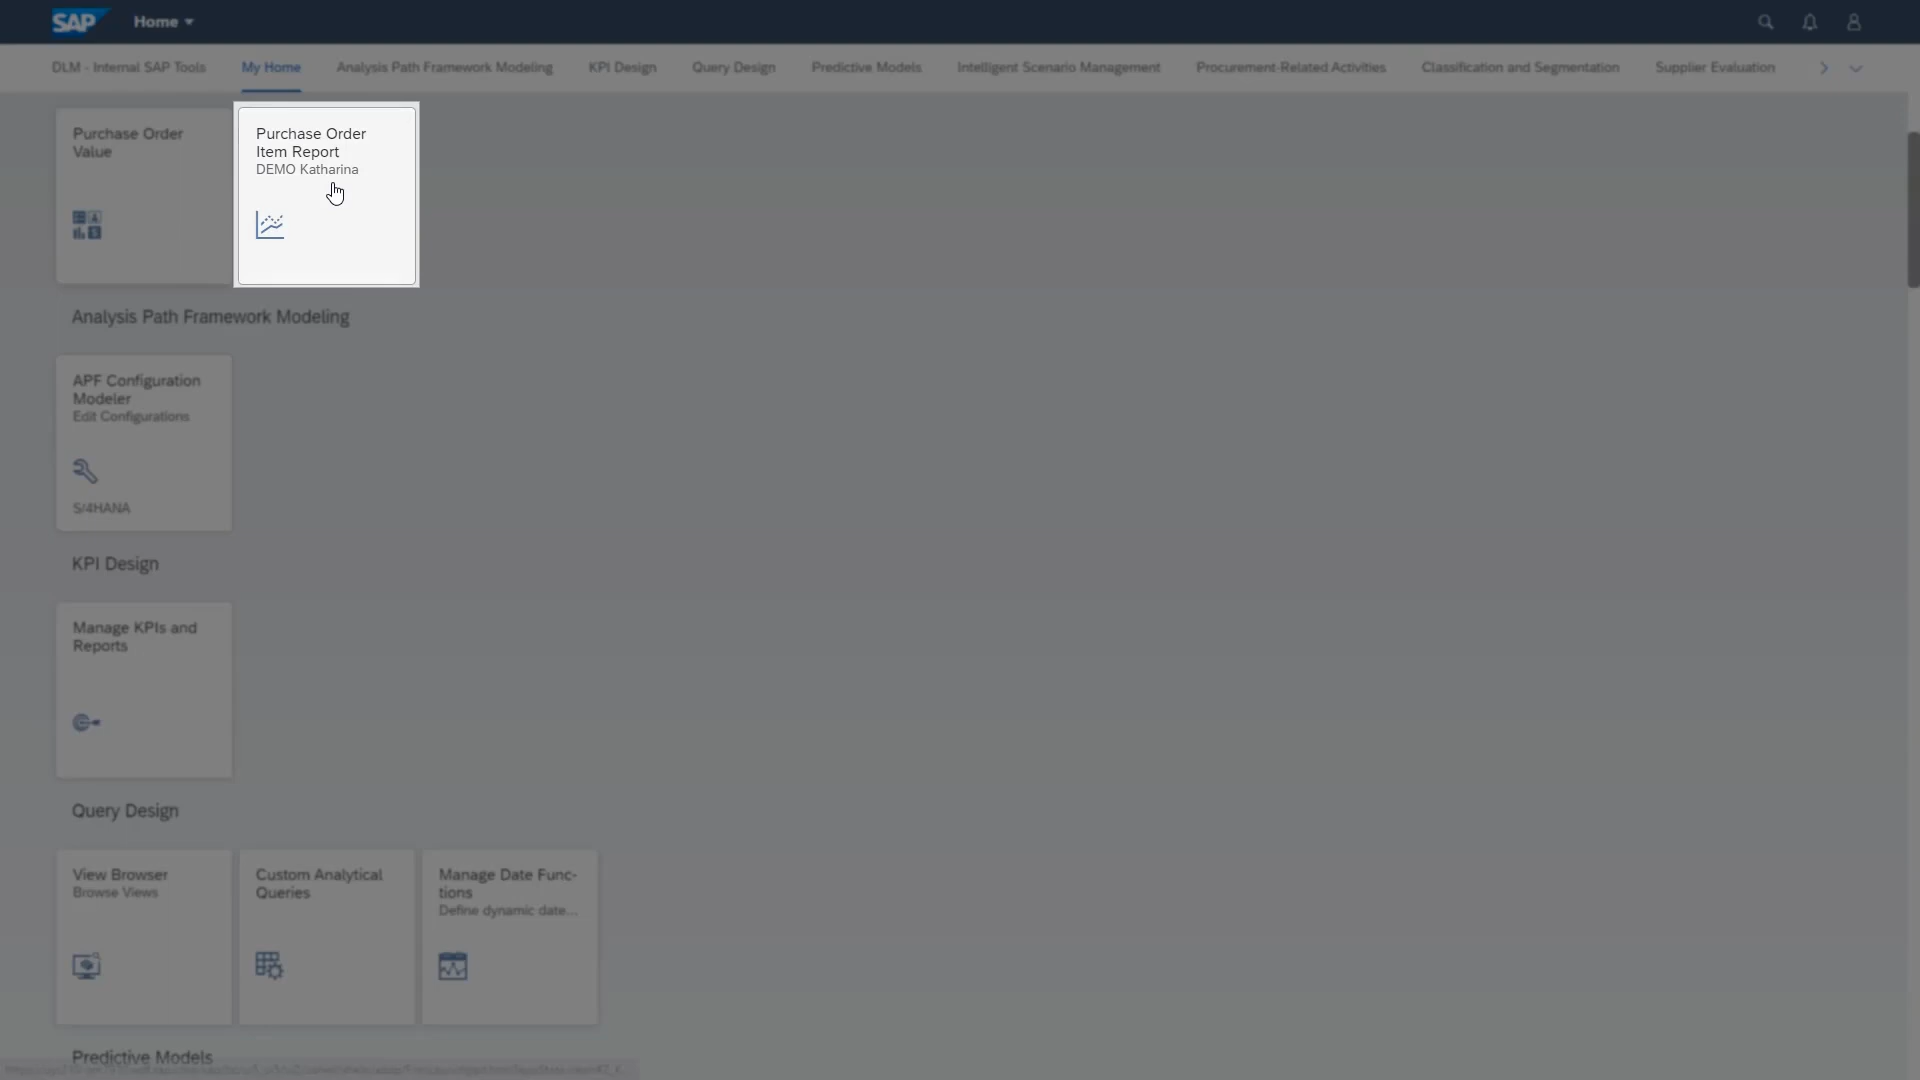 SAP Home
DLM - Internal SAP Tools My Home Analysis Path Framework Modeling KPI Design Query Design Predictive Models Intelligent Scenario Management Procurement-Related Activities Classification and Segmentation Supplier Evaluation
Purchase Order
Value
Purchase Order
Item Report
DEMO Katharina
Analysis Path Framework Modeling
APF Configuration
Modeler
Edit Configurations
S/4HANA
KPI Design
Manage KPIs and
Reports
Query Design
View Browser
Browse Views
Custom Analytical
Queries
Manage Date Func-
tions
Define dynamic date...
Predictive Models